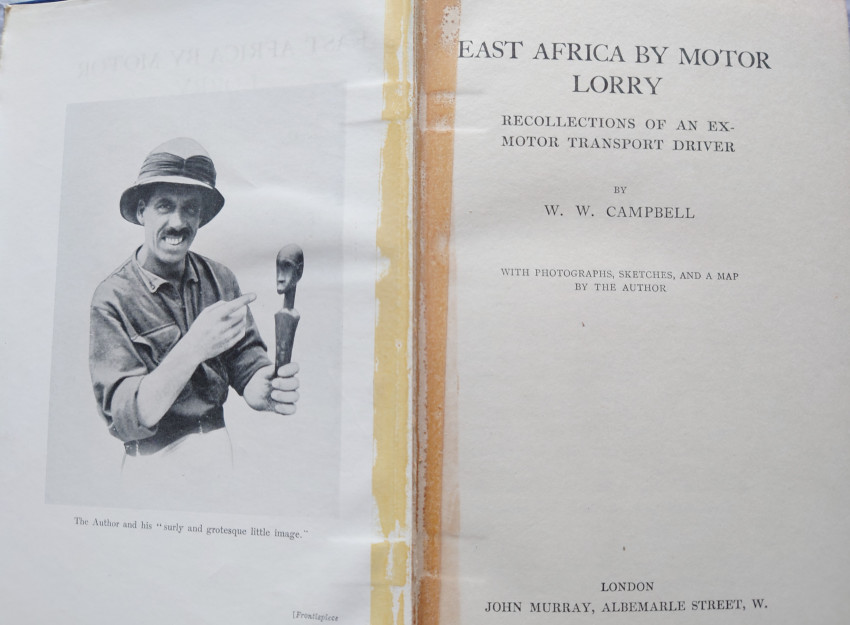 The Author and his "surly and grotesque little image."
[Frontispiece
EAST AFRICA BY MOTOR
LORRY
RECOLLECTIONS OF AN EX-
MOTOR TRANSPORT DRIVER
BY
W. W. CAMPBELL
WITH PHOTOGRAPHS, SKETCHES, AND A MAP
BY THE AUTHOR
LONDON
JOHN MURRAY, ALBEMARLE STREET, W.